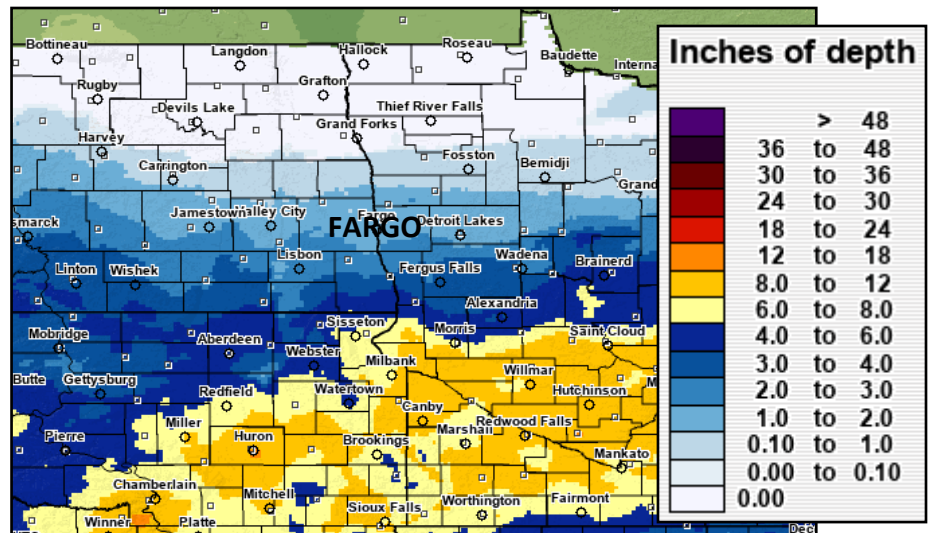 Bottineau
Langdon
Hallock
Roseau
Baudette
Interna
Rugby
Grafton
Devils Lake
Thief River Falls
Grand Forks
Harvey
Carrington
Fosston
Bemidji
Grand
smarck
Jamestown
Valley City
Fargo
FARGO
Detroit Lakes
Linton
Wishek
Lisbon
Fergus Falls
Wadena
Brainerd
Alexandria
Mobridge
Aberdeen
Sisseton
Morris
Saint Cloud
Webster
Milbank
Butte
Gettysburg
Redfield
Watertown
Willmar
Hutchinson
M
Miller
Canby
Pierre
Huron
Brookings
Marshall
Redwood Falls
Mankato
Chamberlain
Mitchell
Sioux Falls
Worthington
Fairmont
Winner
Platte
Dec
Inches of depth
> 48
36 to 48
30 to 36
24 to 30
18 to 24
12 to 18
8.0 to 12
6.0 to 8.0
4.0 to 6.0
3.0 to 4.0
2.0 to 3.0
1.0 to 2.0
0.10 to 1.0
0.00 to 0.10
0.00